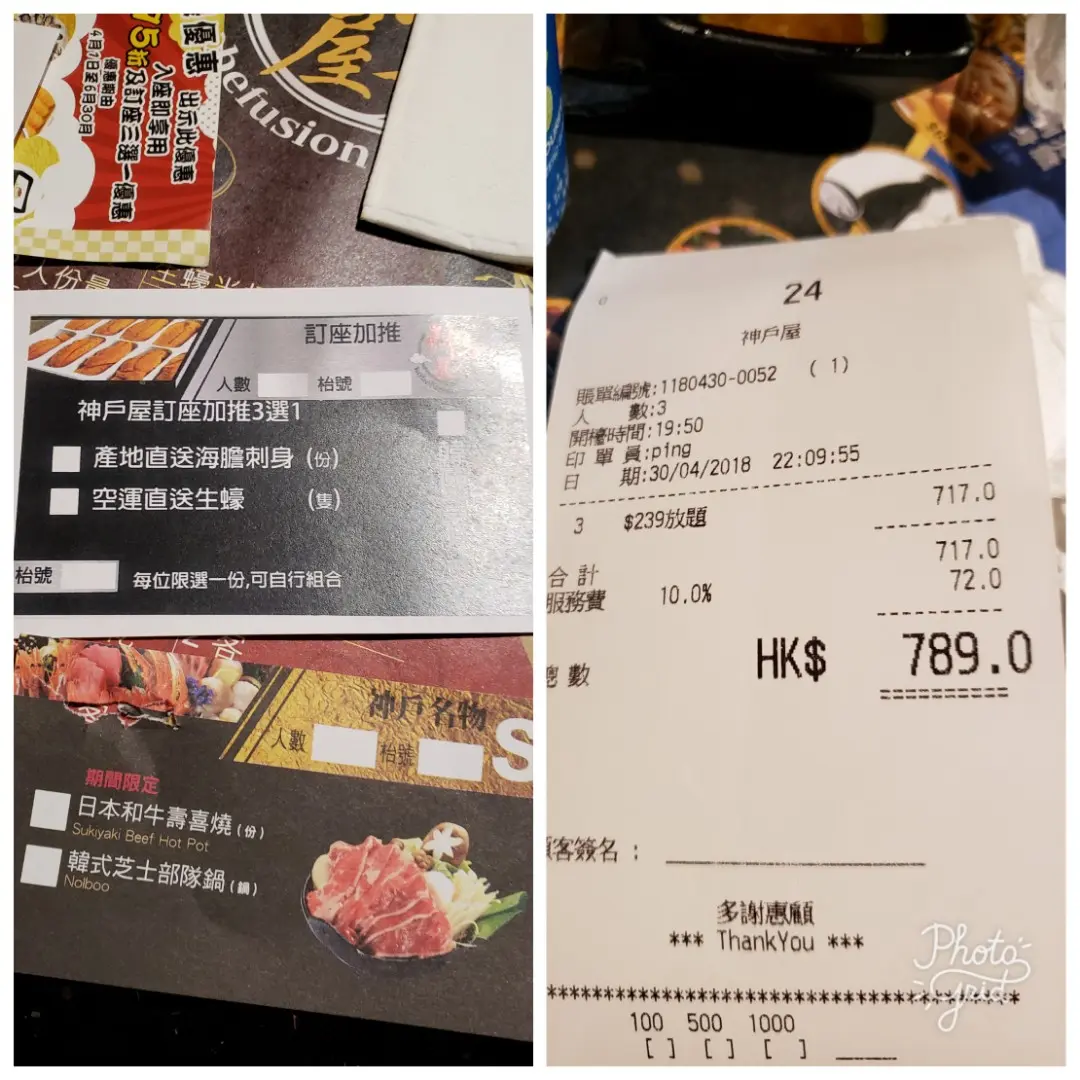 優惠
出示此優惠
入座即享用
75折及訂座三選一優惠
優惠期由
4月1日至6月30日
屋
befusion
人份量
訂座加推
人數
枱號
神戶屋訂座加推3選1
產地直送海膽刺身 (份)
空運直送生蠔 (隻)
枱號
每位限選一份,可自行組合
神戶名物
S
人數
枱號
期間限定
日本和牛壽喜燒(份)
Sukiyaki Beef Hot Pot
韓式芝士部隊鍋(鍋)
Nolboo
24
神戶屋
賬單編號:1180430-0052 ( 1)
人 數:3
開檯時間:19:50
印 單 員:ping
日 期:30/04/2018 22:09:55
3 $239放題 717.0
合計 717.0
服務費 10.0% 72.0
總 數 HK$ 789.0
顧客簽名 :
多謝惠顧
*** ThankYou ***
100 500 1000
[ ] [ ] [ ]
Photo
grid